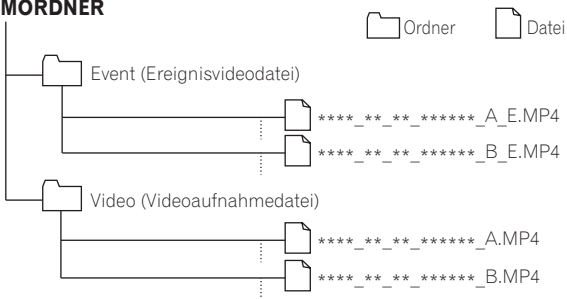 MORDNER
Ordner Datei
Event (Ereignisvideodatei)
****_**_**_******_A_E.MP4
****_**_**_******_B_E.MP4
Video (Videoaufnahmedatei)
****_**_**_******_A.MP4
****_**_**_******_B.MP4